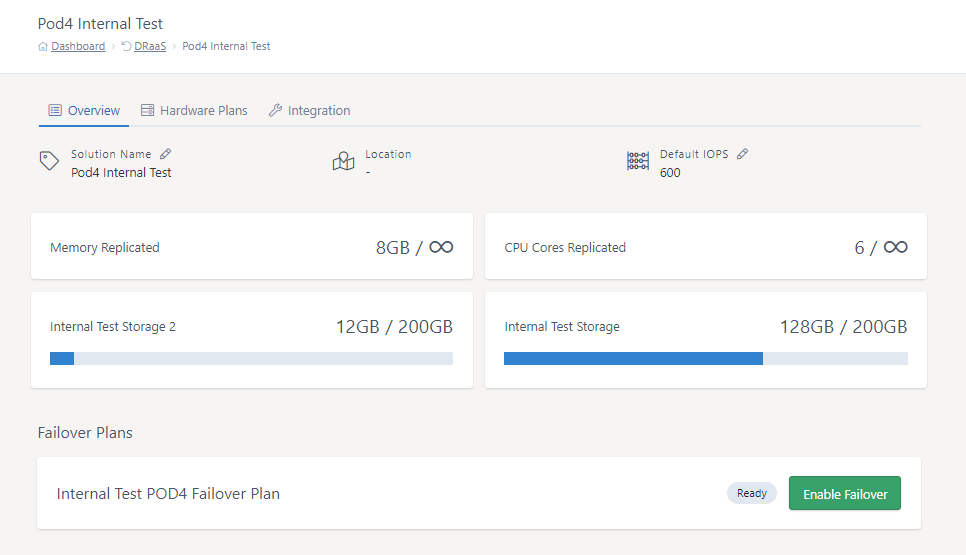 Pod4 Internal Test
Dashboard > DRaaS > Pod4 Internal Test
Overview Hardware Plans Integration
Solution Name
Pod4 Internal Test
Location
-
Default IOPS
600
Memory Replicated 8GB / ∞
CPU Cores Replicated 6 / ∞
Internal Test Storage 2 12GB / 200GB
Internal Test Storage 128GB / 200GB
Failover Plans
Internal Test POD4 Failover Plan Ready Enable Failover